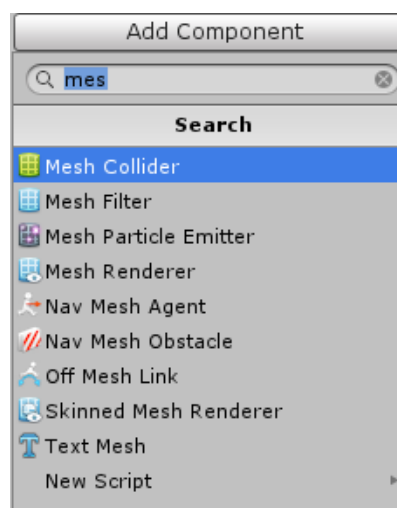 Add Component
mes
Search
Mesh Collider
Mesh Filter
Mesh Particle Emitter
Mesh Renderer
Nav Mesh Agent
Nav Mesh Obstacle
Off Mesh Link
Skinned Mesh Renderer
Text Mesh
New Script